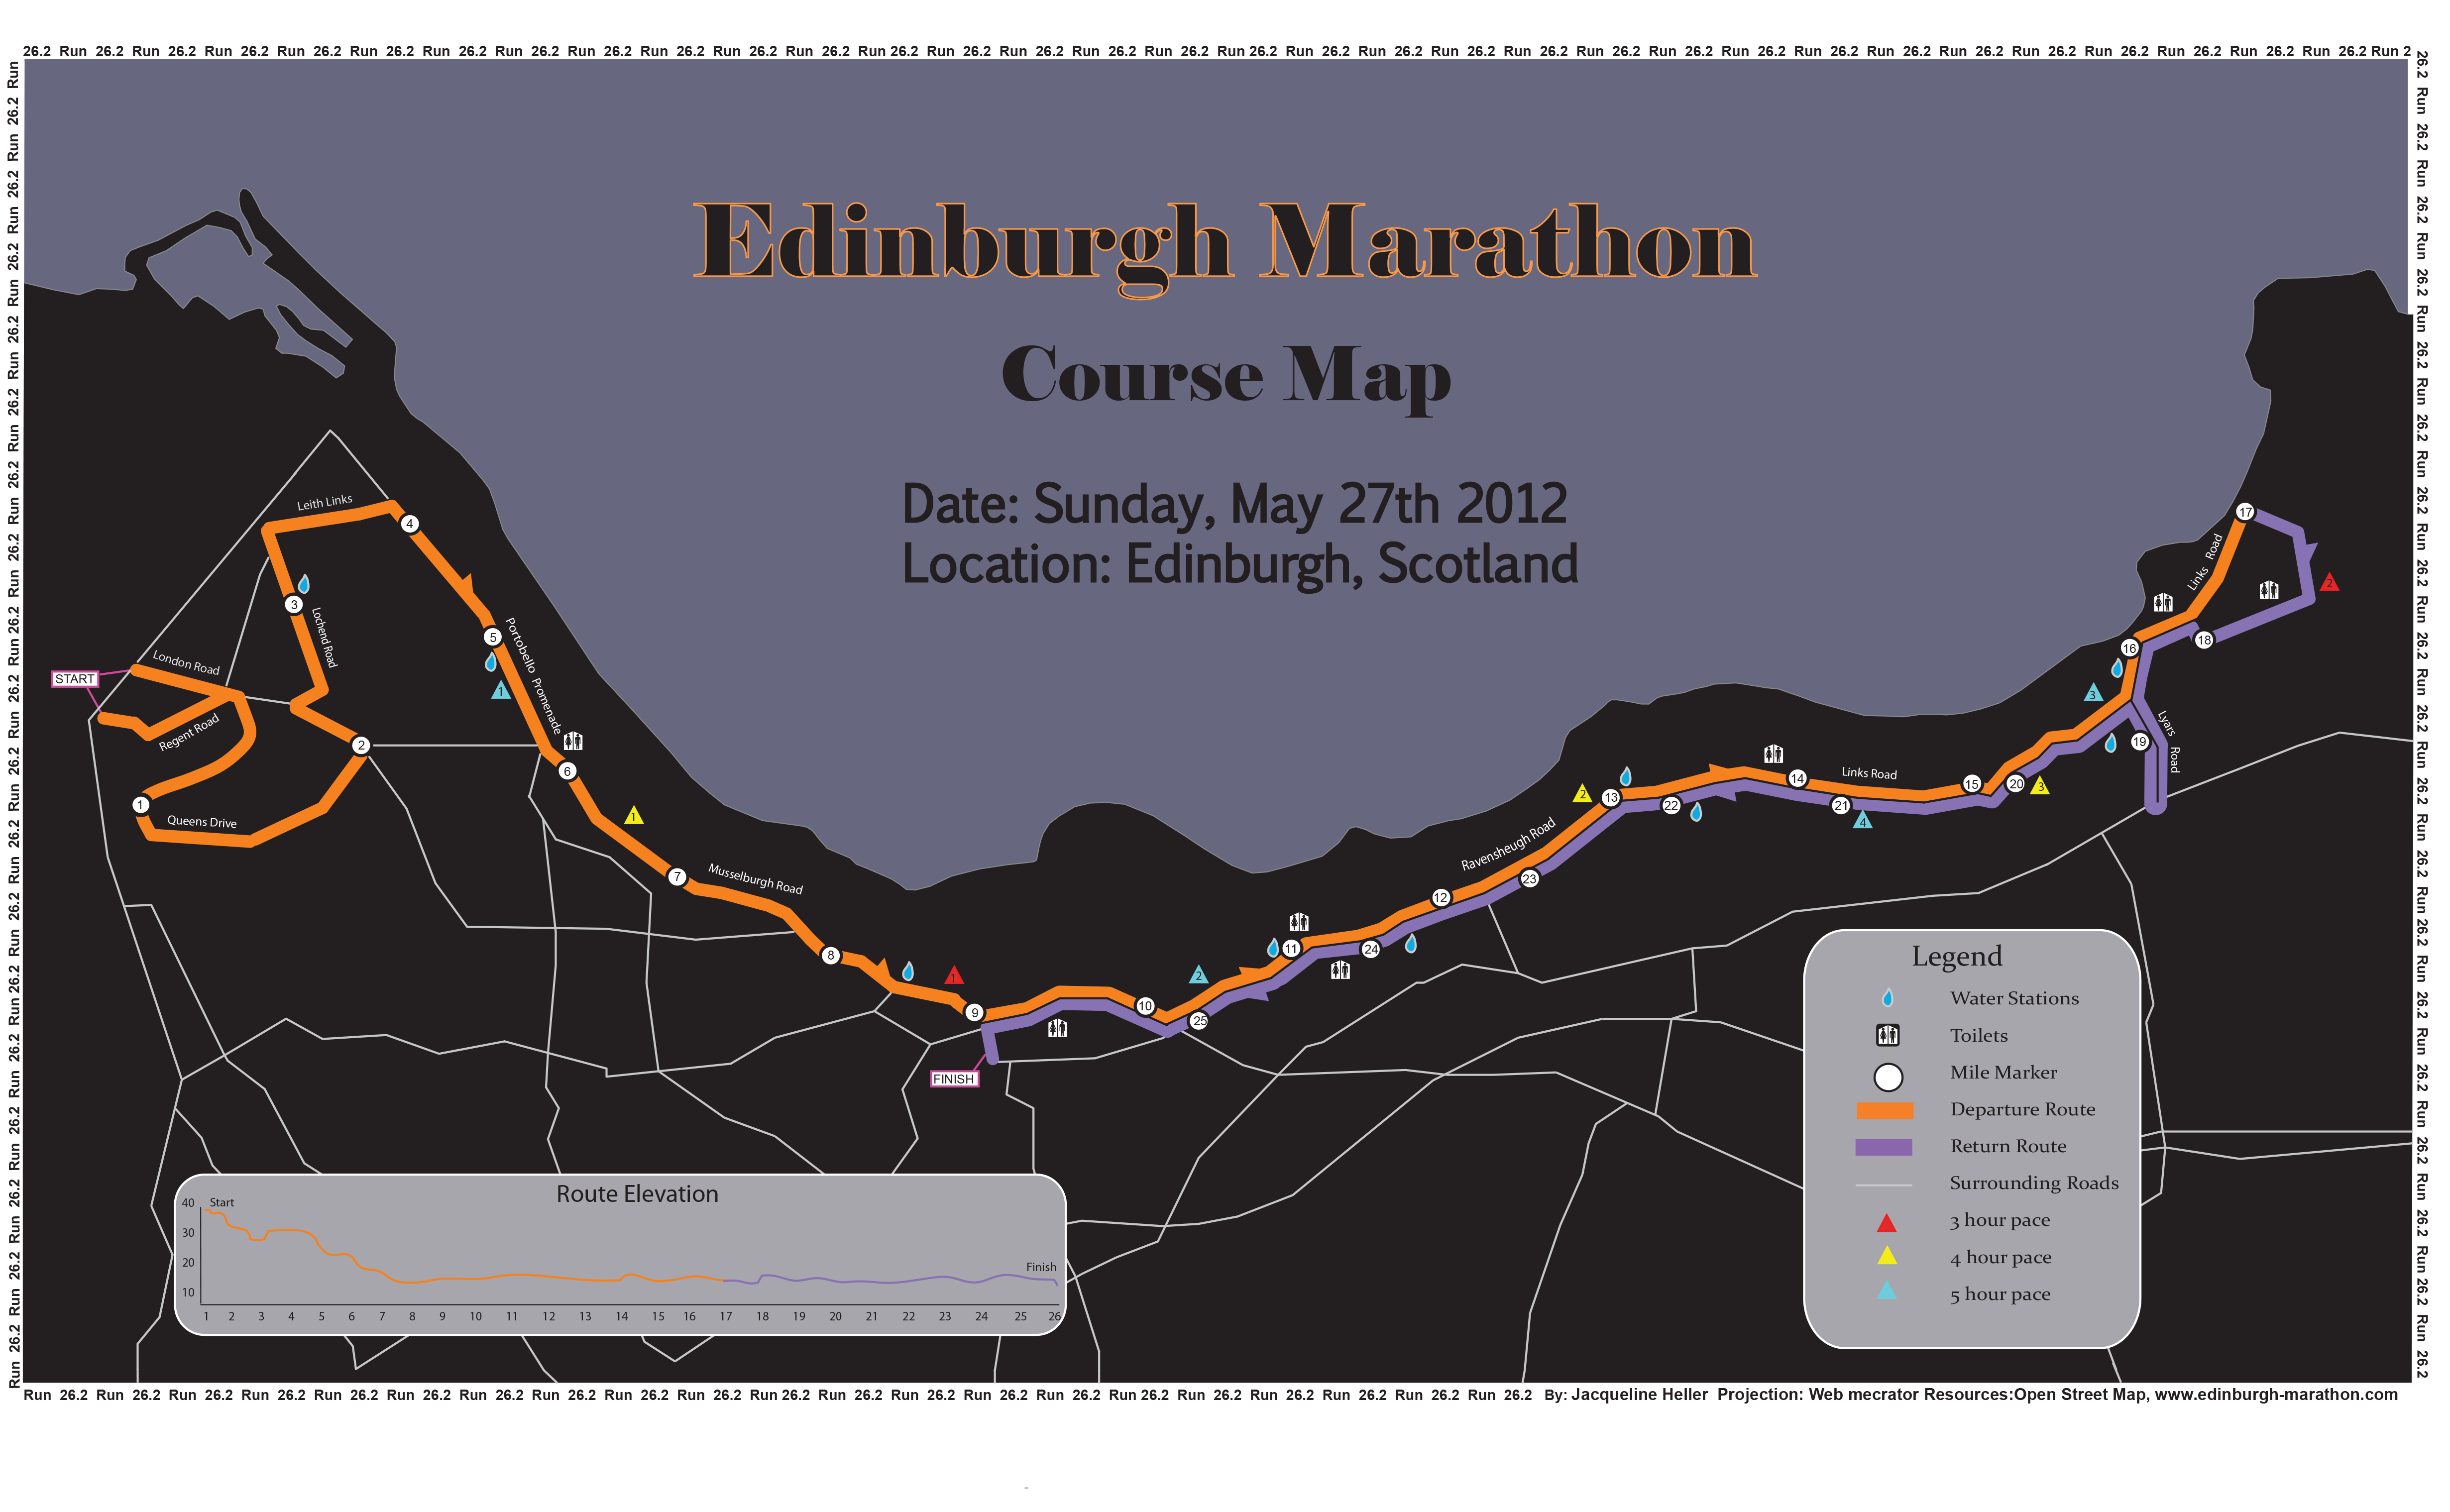 26.2 Run 26.2 Run 26.2 Run 26.2 Run 26.2 Run 26.2 Run 26.2 Run 26.2 Run 26.2 Run 26.2 Run 26.2 Run 26.2 Run 26.2 Run 26.2 Run 26.2 Run 26.2 Run 26.2 Run 26.2 Run 26.2 Run 26.2 Run 26.2 Run 26.2 Run 26.2 Run 26.2 Run 26.2 Run 26.2 Run 26.2 Run 26.2 Run 26.2 Run 26.2 Run 26.2 Run 26.2 Run 26.2 Run 2
Edinburgh Marathon
Course Map
Date: Sunday, May 27th 2012
Location: Edinburgh, Scotland
Leith Links
4
17
Links Road
2
3
Lochend Road
5
Portobello Promenade
16
18
London Road
START
1
3
Regent Road
2
6
Lyars Road
19
1
Queens Drive
1
2
13
22
14
Links Road
21
4
15
20
3
7
Musselburgh Road
Ravensheugh Road
23
12
8
1
9
10
2
25
11
24
FINISH
Legend
Water Stations
Toilets
Mile Marker
Departure Route
Return Route
Surrounding Roads
3 hour pace
4 hour pace
5 hour pace
Route Elevation
40
Start
30
20
Finish
10
1 2 3 4 5 6 7 8 9 10 11 12 13 14 15 16 17 18 19 20 21 22 23 24 25 26
Run 26.2 Run 26.2 Run 26.2 Run 26.2 Run 26.2 Run 26.2 Run 26.2 Run 26.2 Run 26.2 Run 26.2 Run 26.2 Run 26.2 Run 26.2 Run 26.2 Run 26.2 Run 26.2 Run 26.2 Run 26.2 Run 26.2 Run 26.2 Run 26.2 By: Jacqueline Heller Projection: Web mecrator Resources:Open Street Map, www.edinburgh-marathon.com